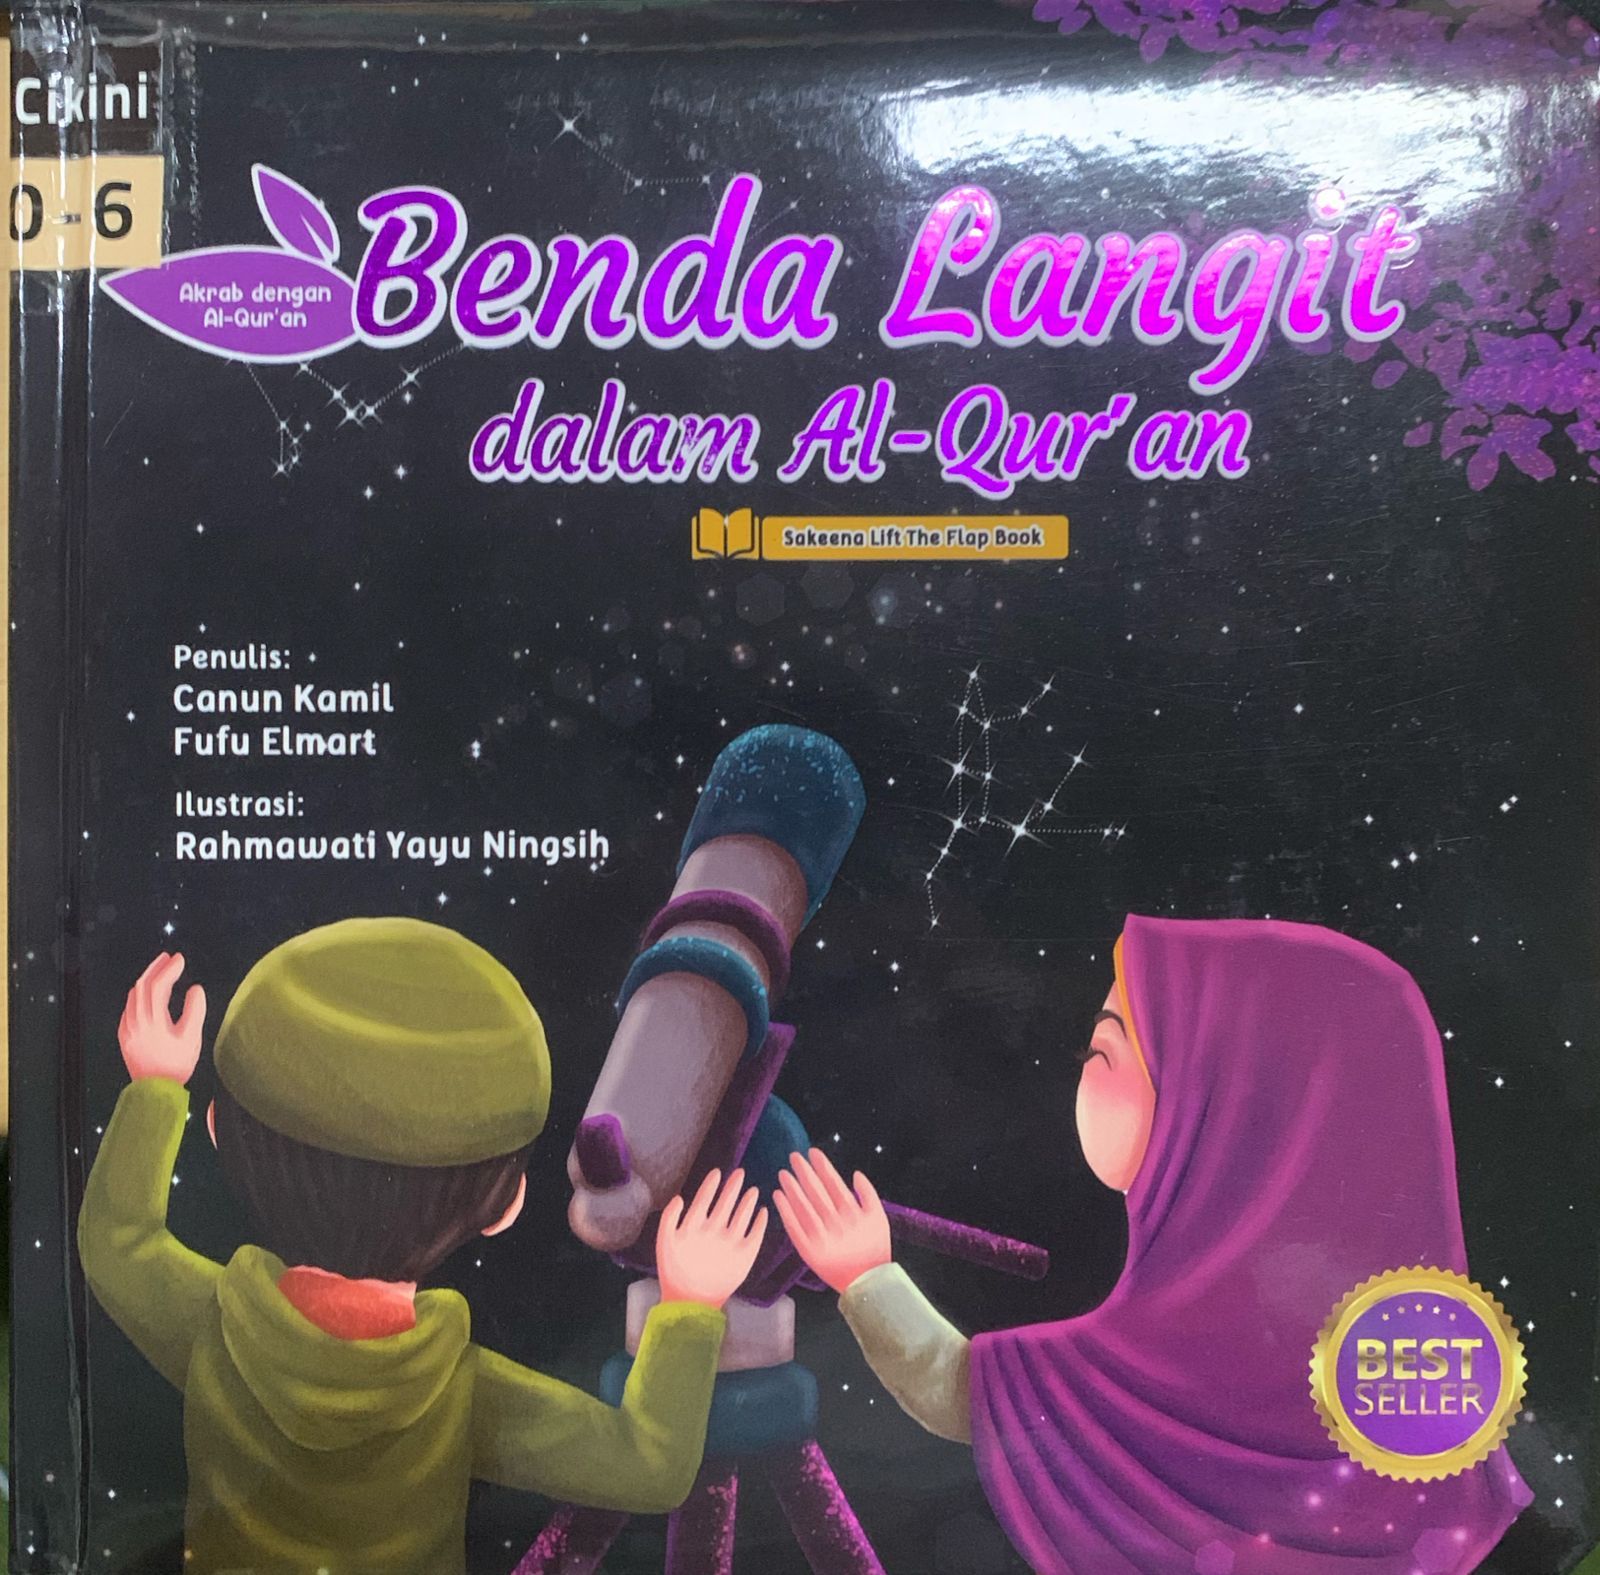 Cikini
0 - 6
Akrab dengan
Al-Qur'an
Benda Langit
dalam Al-Qur'an
Sakeena Lift The Flap Book
Penulis:
Canun Kamil
Fufu Elmart
Ilustrasi:
Rahmawati Yayu Ningsih
BEST
SELLER